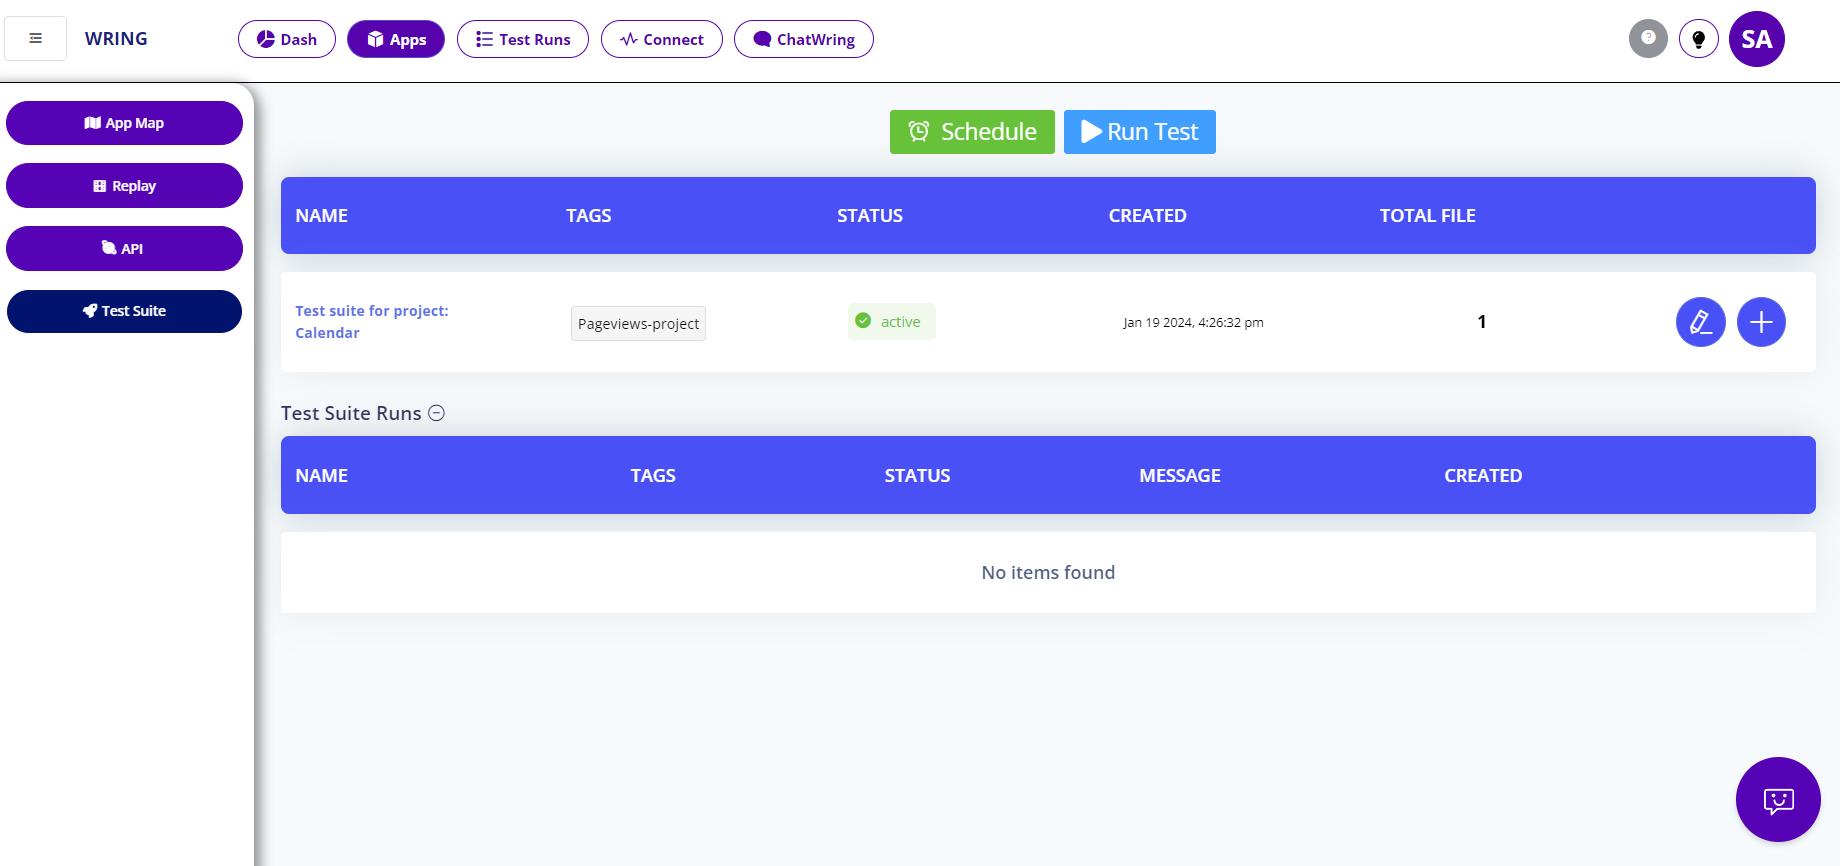 WRING
Dash
Apps
Test Runs
Connect
ChatWring
?
SA
App Map
Replay
API
Test Suite
Schedule
Run Test
NAME TAGS STATUS CREATED TOTAL FILE
Test suite for project:
Calendar
Pageviews-project
active
Jan 19 2024, 4:26:32 pm
1
Test Suite Runs
NAME TAGS STATUS MESSAGE CREATED
No items found